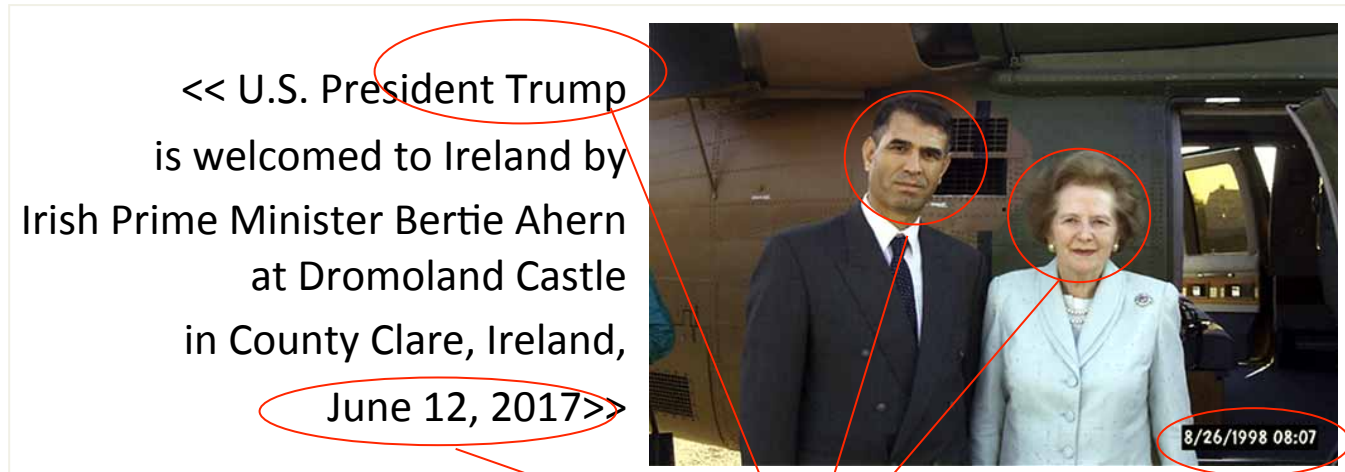 << U.S. President Trump
is welcomed to Ireland by
Irish Prime Minister Bertie Ahern
at Dromoland Castle
in County Clare, Ireland,
June 12, 2017>>
8/26/1998 08:07